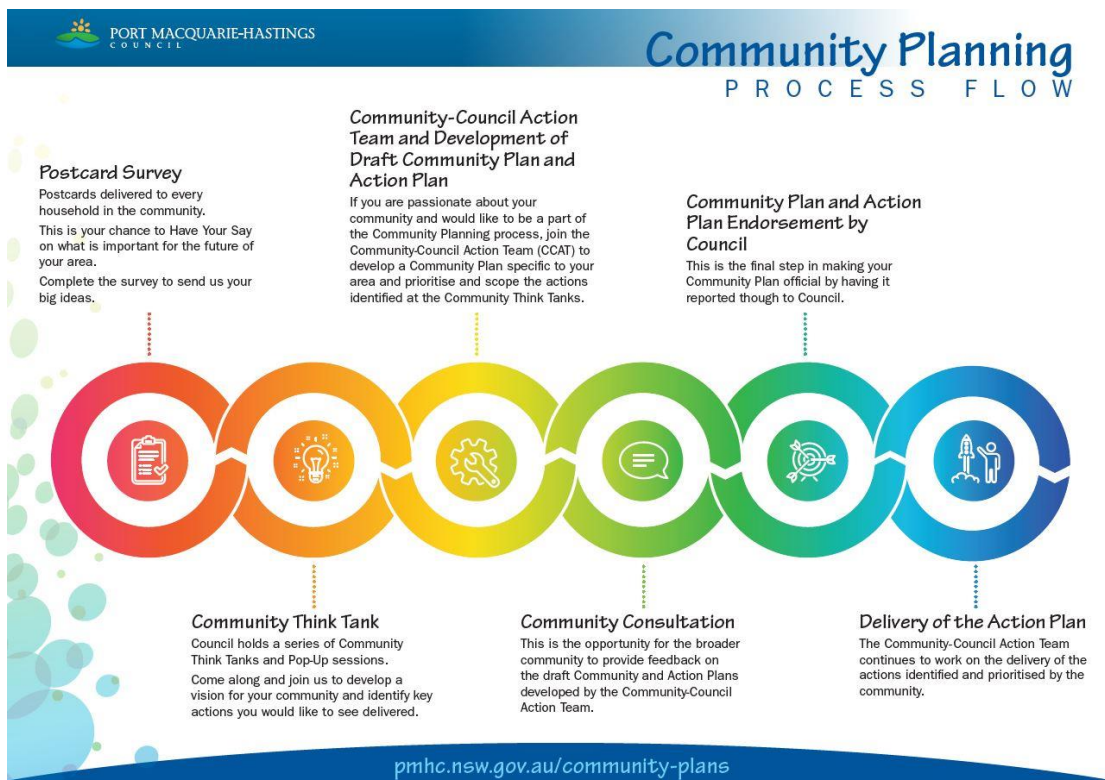 PORT MACQUARIE-HASTINGS
COUNCIL
Community Planning
PROCESS FLOW
Postcard Survey
Postcards delivered to every
household in the community.
This is your chance to Have Your Say
on what is important for the future of
your area.
Complete the survey to send us your
big ideas.
Community-Council Action
Team and Development of
Draft Community Plan and
Action Plan
If you are passionate about your
community and would like to be a part
of the Community Planning process, join the
Community-Council Action Team (CCAT) to
develop a Community Plan specific to your
area and prioritise and scope the actions
identified at the Community Think Tanks.
Community Plan and Action
Plan Endorsement by
Council
This is the final step in making your
Community Plan official by having it
reported though to Council.
Community Think Tank
Council holds a series of Community
Think Tanks and Pop-Up sessions.
Come along and join us to develop a
vision for your community and identify key
actions you would like to see delivered.
Community Consultation
This is the opportunity for the broader
community to provide feedback on
the draft Community and Action Plans
developed by the Community-Council
Action Team.
Delivery of the Action Plan
The Community-Council Action Team
continues to work on the delivery of the
actions identified and prioritised by the
community.
pmhc.nsw.gov.au/community-plans